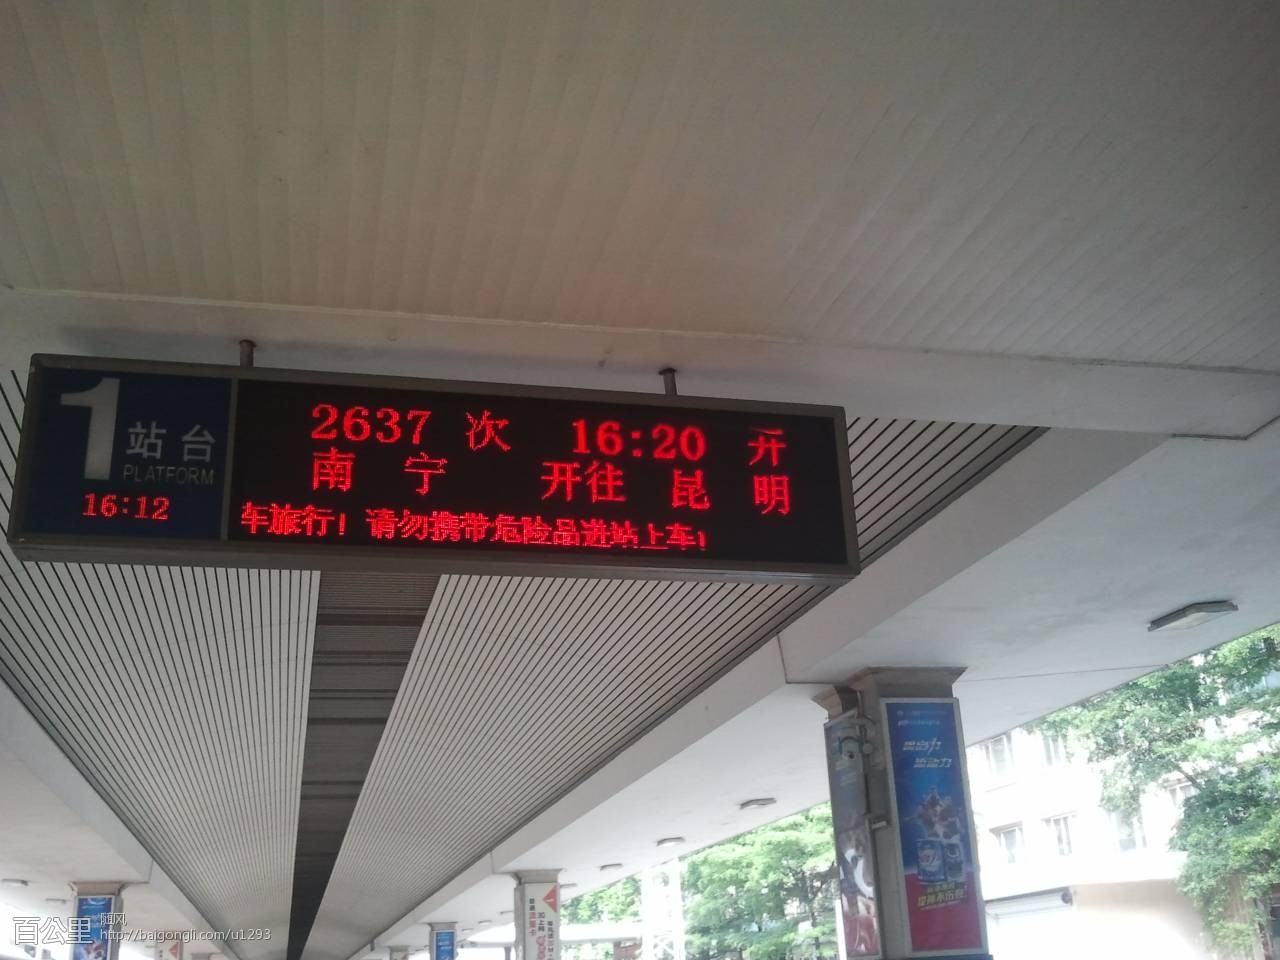 1 站台
PLATFORM
16:12
2637 次 16:20 开
南宁 开往 昆明
车旅行！请勿携带危险品进站上车！
百公里
随网
http://baigongli.com/u1293